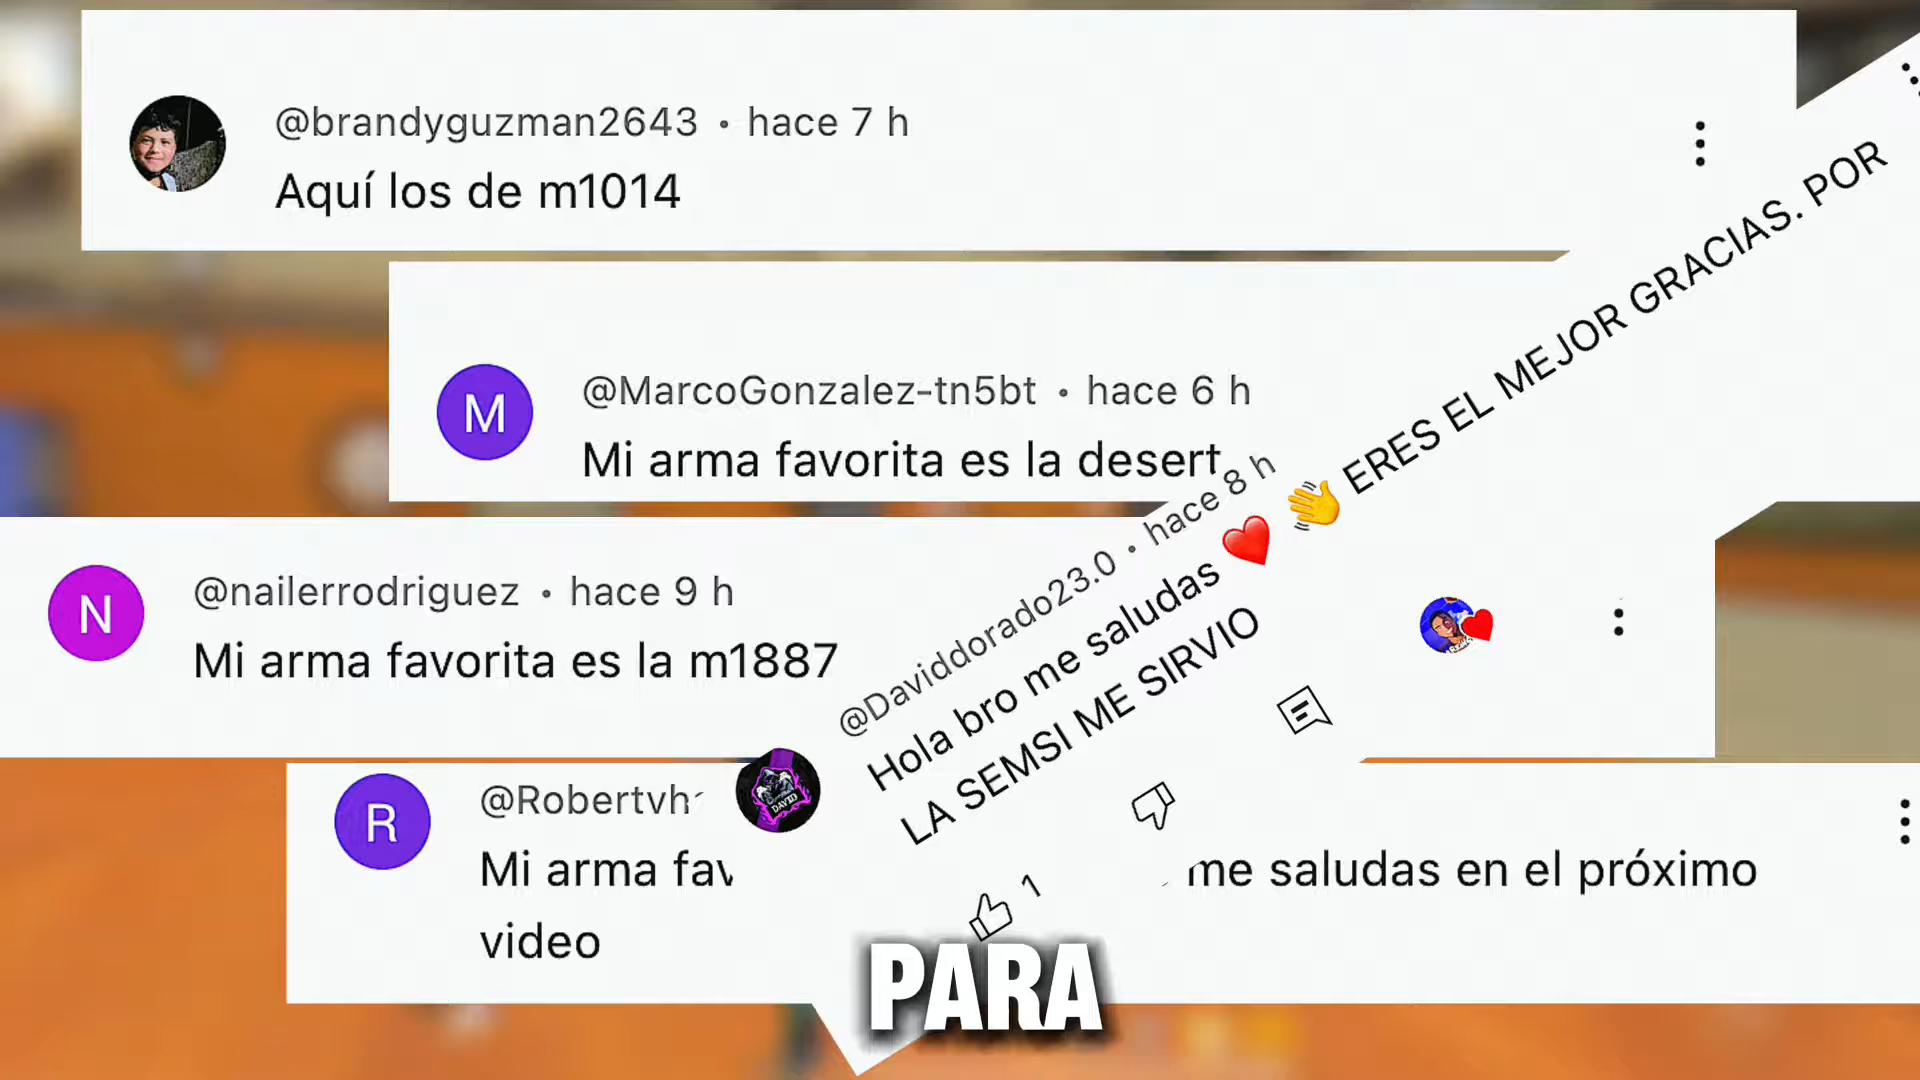 @brandyguzman2643 • hace 7 h
Aquí los de m1014
@MarcoGonzalez-tn5bt • hace 6 h
Mi arma favorita es la desert
@nailerrodriguez • hace 9 h
Mi arma favorita es la m1887
@Daviddorado23.0 • hace 8 h
Hola bro me saludas ❤️ 👋 ERES EL MEJOR GRACIAS. POR
LA SEMSI ME SIRVIO
1
@Robertvh
Mi arma fav me saludas en el próximo
video
PARA
M
N
R
DAVID